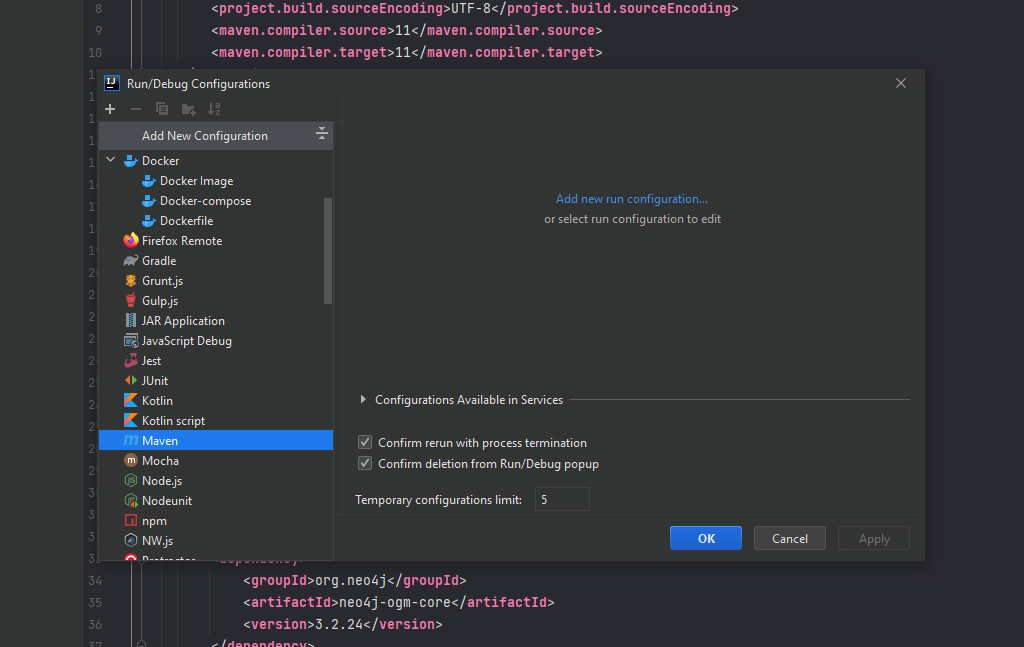 8 <project.build.sourceEncoding>UTF-8</project.build.sourceEncoding>
9 <maven.compiler.source>11</maven.compiler.source>
10 <maven.compiler.target>11</maven.compiler.target>
Run/Debug Configurations
Add New Configuration
Docker
Docker Image
Docker-compose
Dockerfile
Firefox Remote
Gradle
Grunt.js
Gulp.js
JAR Application
JavaScript Debug
Jest
JUnit
Kotlin
Kotlin script
Maven
Mocha
Node.js
Nodeunit
npm
NW.js
Add new run configuration...
or select run configuration to edit
Configurations Available in Services
Confirm rerun with process termination
Confirm deletion from Run/Debug popup
Temporary configurations limit: 5
OK Cancel Apply
34 <groupId>org.neo4j</groupId>
35 <artifactId>neo4j-ogm-core</artifactId>
36 <version>3.2.24</version>
37 </dependency>